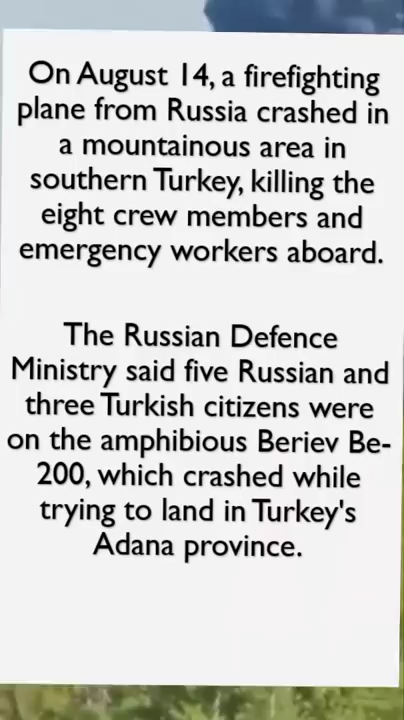 On August 14, a firefighting
plane from Russia crashed in
a mountainous area in
southern Turkey, killing the
eight crew members and
emergency workers aboard.
The Russian Defence
Ministry said five Russian and
three Turkish citizens were
on the amphibious Beriev Be-
200, which crashed while
trying to land in Turkey's
Adana province.